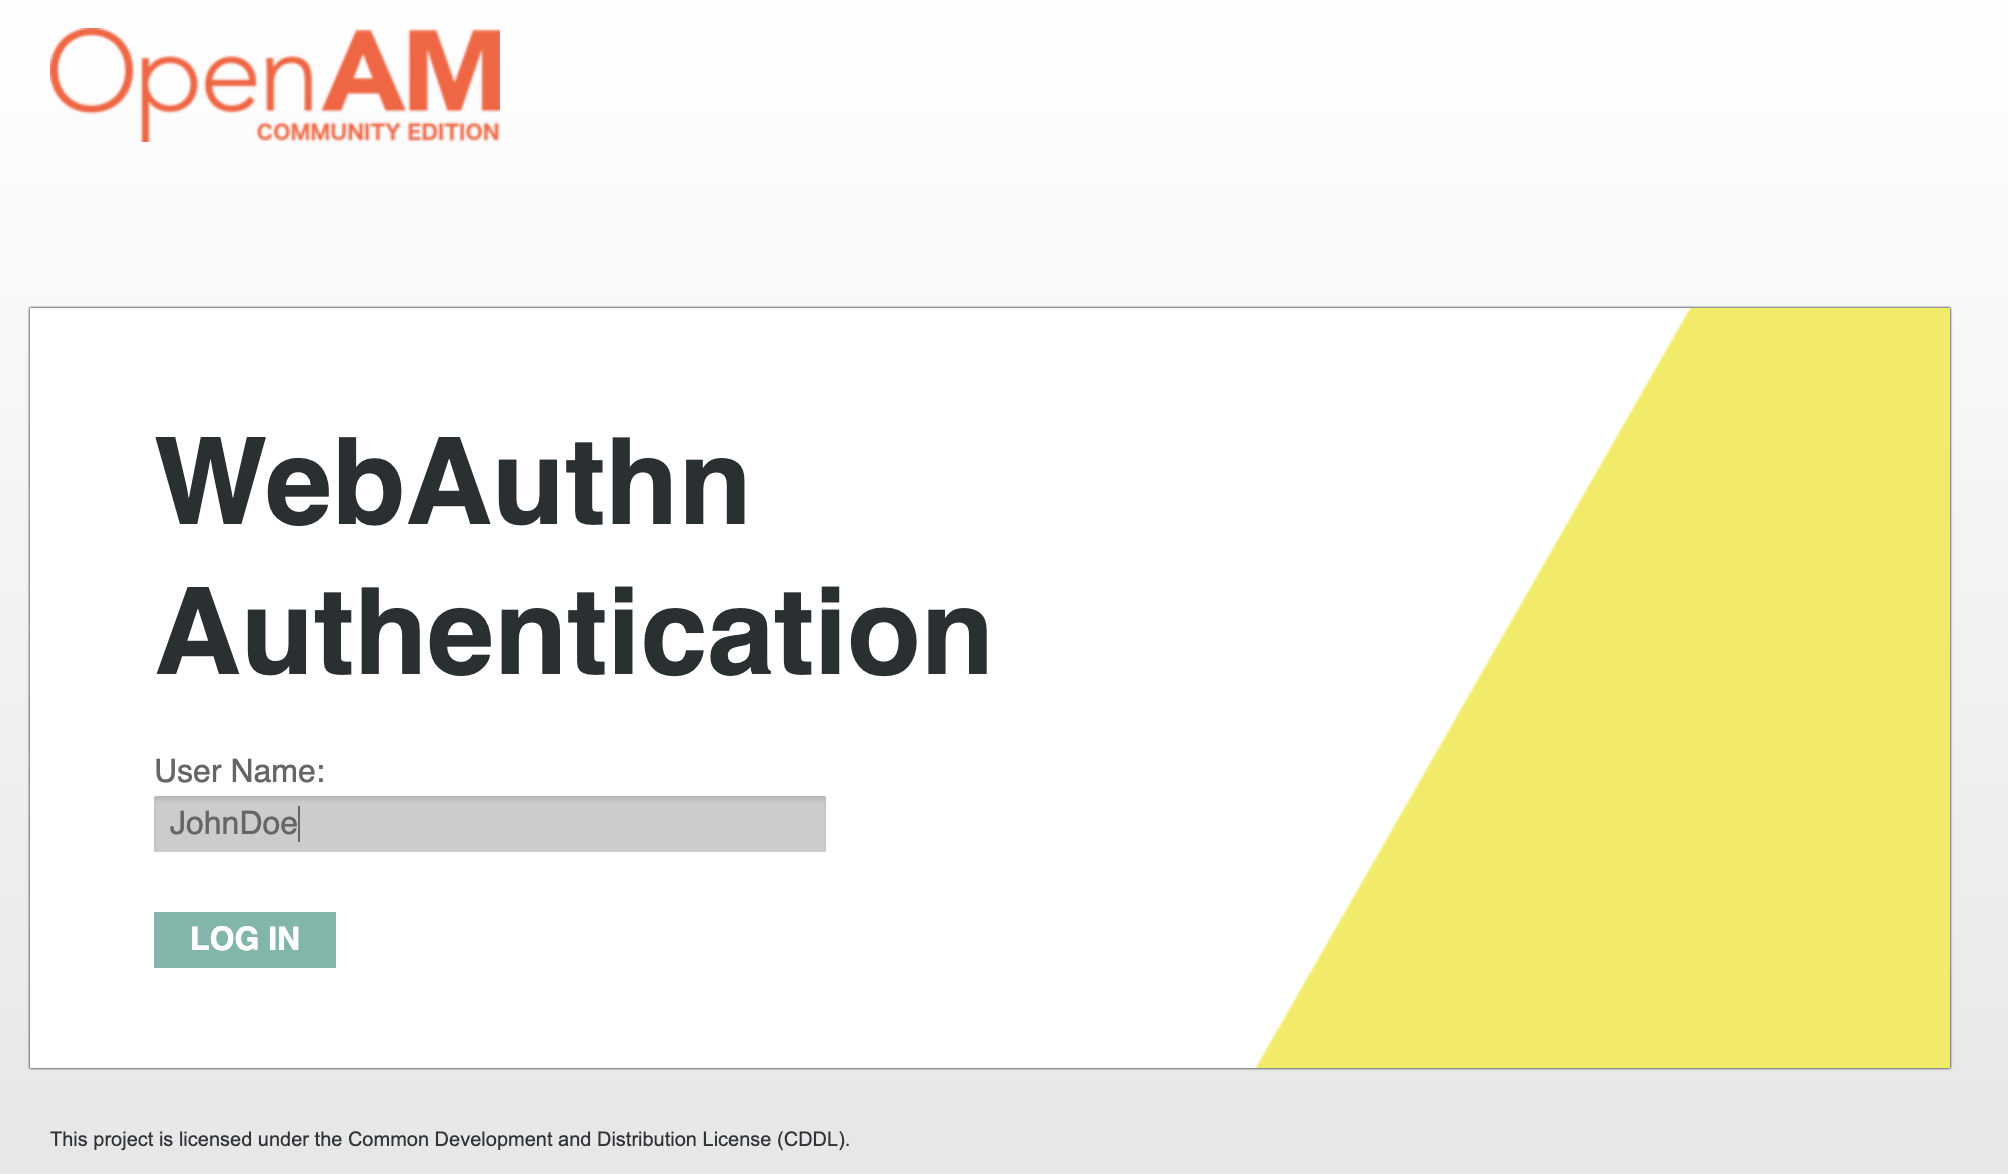 OpenAM
COMMUNITY EDITION
WebAuthn
Authentication
User Name:
JohnDoe
LOG IN
This project is licensed under the Common Development and Distribution License (CDDL).